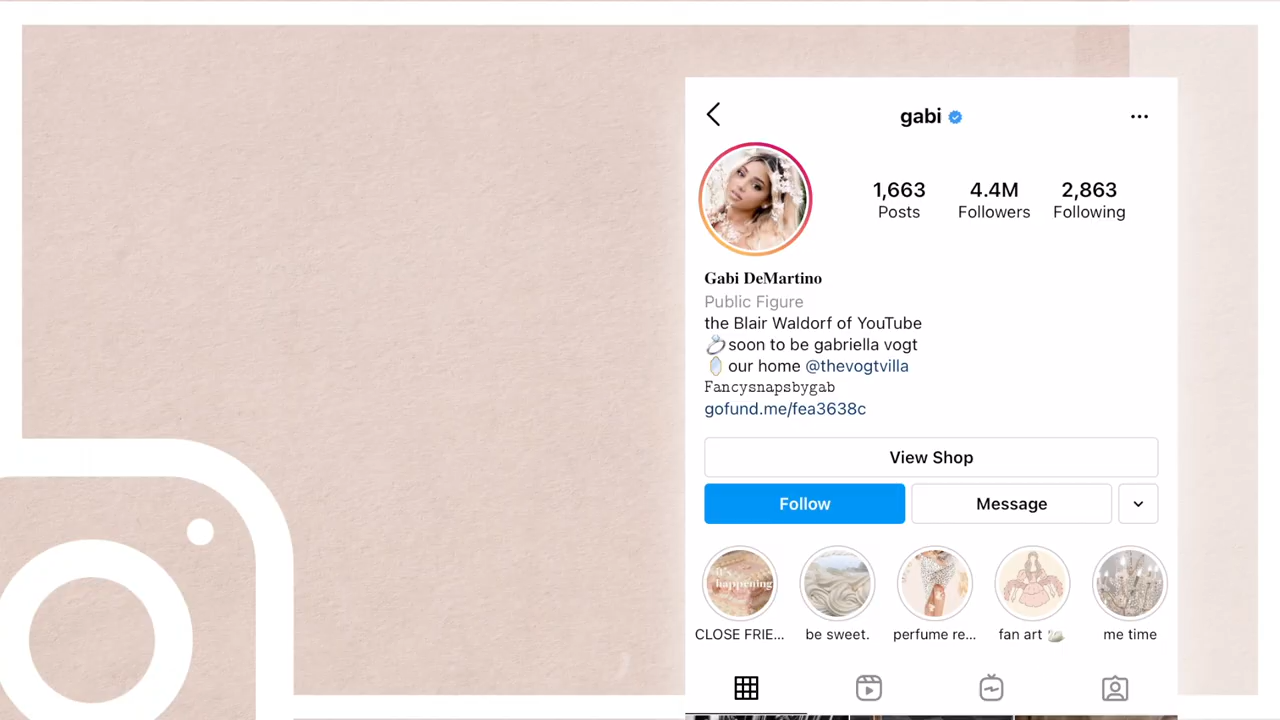 gabi
1,663 4.4M 2,863
Posts Followers Following
Gabi DeMartino
Public Figure
the Blair Waldorf of YouTube
💍soon to be gabriella vogt
🪞 our home @thevogtvilla
Fancysnapsbygab
gofund.me/fea3638c
View Shop
Follow Message
it's
happening
CLOSE FRIE... be sweet. perfume re... fan art 🦢 me time